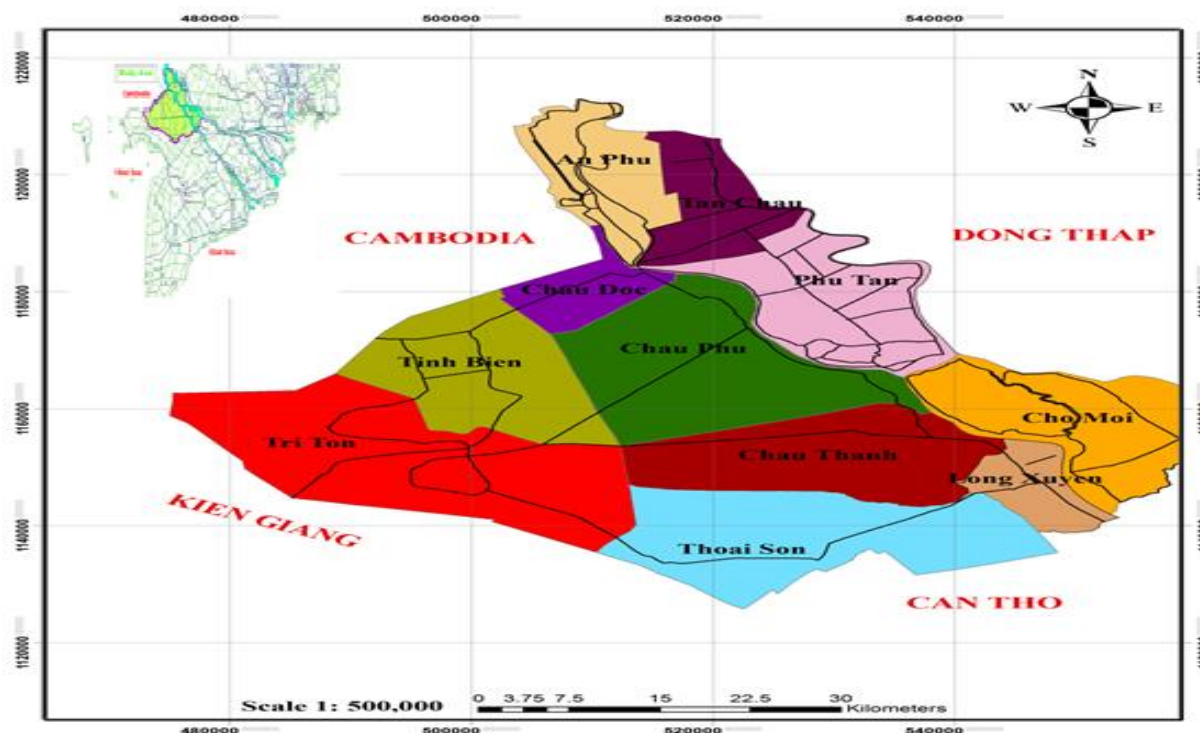 480000 500000 520000 540000
1220000
1200000
1180000
1160000
1140000
1120000
N
W E
S
An Phu
Tan Chau
CAMBODIA
DONG THAP
Phu Tan
Chau Doc
Chau Phu
Tinh Bien
Cho Moi
Tri Ton
Chau Thanh
Long Xuyen
KIEN GIANG
Thoai Son
CAN THO
Scale 1: 500,000
0 3.75 7.5 15 22.5 30
Kilometers
480000 500000 520000 540000